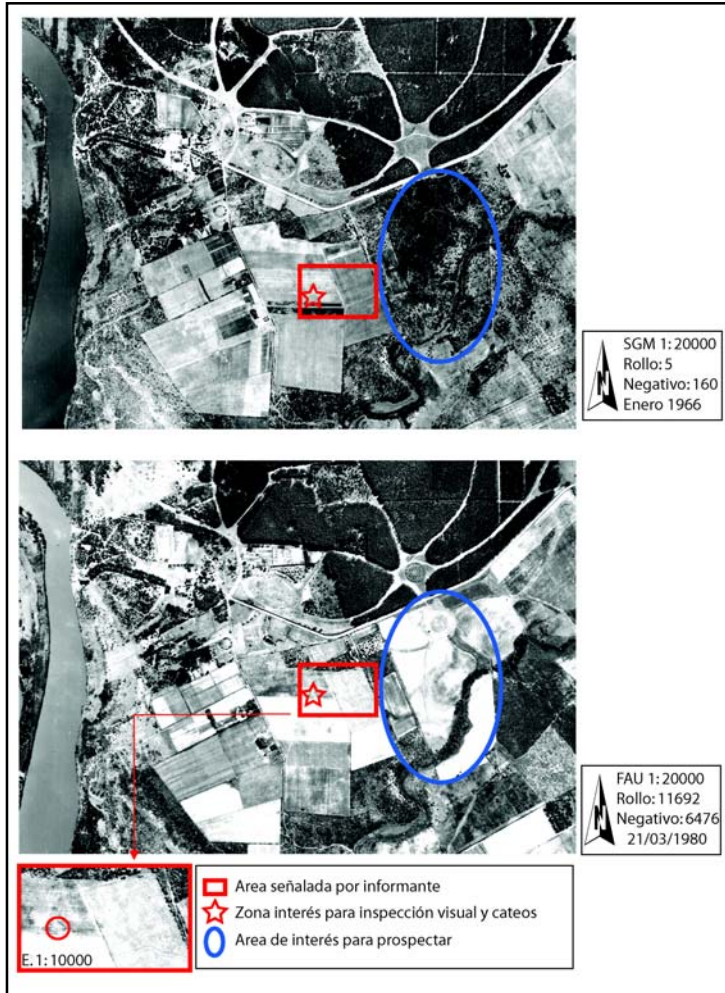 SGM 1:20000
Rollo: 5
Negativo: 160
Enero 1966
N
FAU 1:20000
Rollo: 11692
Negativo: 6476
21/03/1980
N
E. 1: 10000
Area señalada por informante
Zona interés para inspección visual y cateos
Area de interés para prospectar